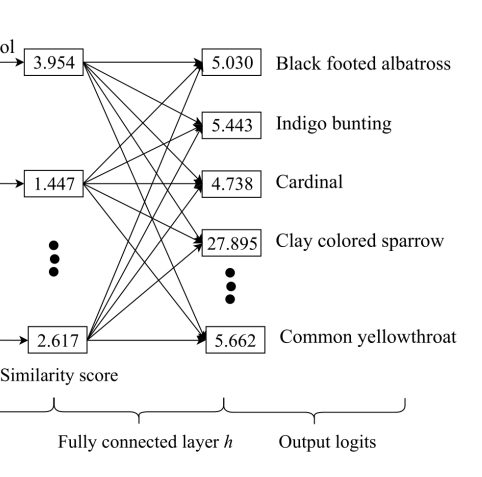 ol
3.954
5.030
Black footed albatross
5.443
Indigo bunting
1.447
4.738
Cardinal
27.895
Clay colored sparrow
2.617
5.662
Common yellowthroat
Similarity score
Fully connected layer h
Output logits